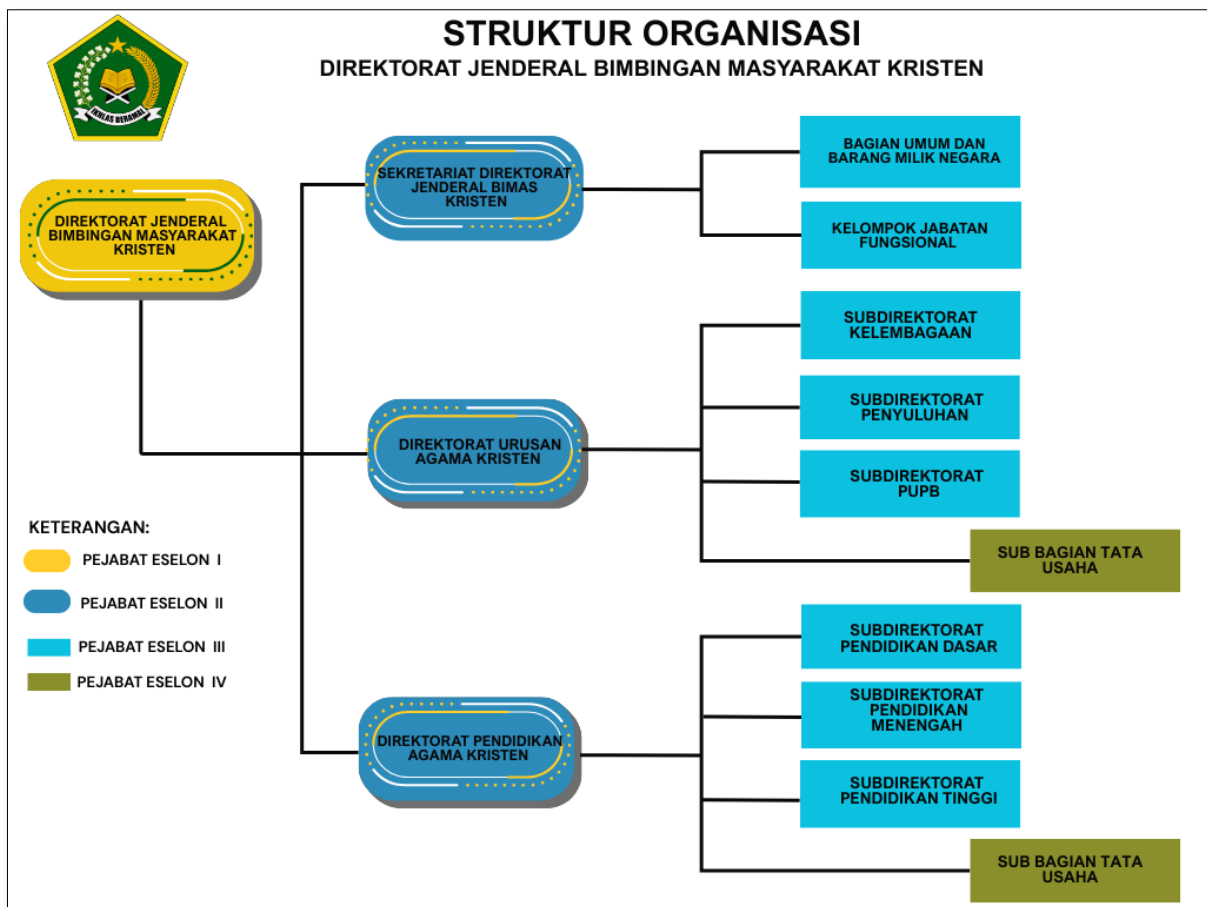 STRUKTUR ORGANISASI
DIREKTORAT JENDERAL BIMBINGAN MASYARAKAT KRISTEN
IKHLAS BERAMAL
DIREKTORAT JENDERAL
BIMBINGAN MASYARAKAT
KRISTEN
SEKRETARIAT DIREKTORAT
JENDERAL BIMAS
KRISTEN
BAGIAN UMUM DAN
BARANG MILIK NEGARA
KELOMPOK JABATAN
FUNGSIONAL
DIREKTORAT URUSAN
AGAMA KRISTEN
SUBDIREKTORAT
KELEMBAGAAN
SUBDIREKTORAT
PENYULUHAN
SUBDIREKTORAT
PUPB
SUB BAGIAN TATA
USAHA
DIREKTORAT PENDIDIKAN
AGAMA KRISTEN
SUBDIREKTORAT
PENDIDIKAN DASAR
SUBDIREKTORAT
PENDIDIKAN
MENENGAH
SUBDIREKTORAT
PENDIDIKAN TINGGI
SUB BAGIAN TATA
USAHA
KETERANGAN:
PEJABAT ESELON I
PEJABAT ESELON II
PEJABAT ESELON III
PEJABAT ESELON IV